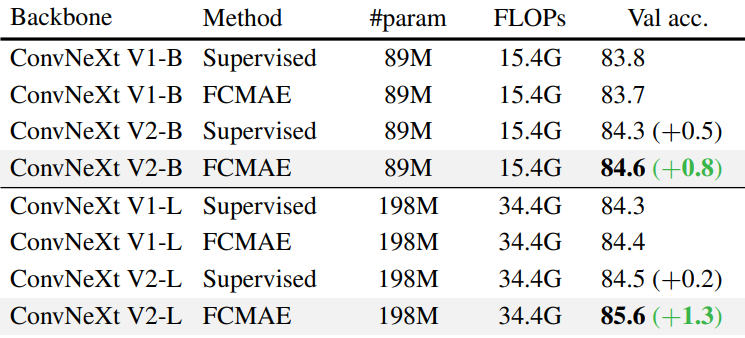 Backbone Method #param FLOPs Val acc.
ConvNeXt V1-B Supervised 89M 15.4G 83.8
ConvNeXt V1-B FCMAE 89M 15.4G 83.7
ConvNeXt V2-B Supervised 89M 15.4G 84.3 (+0.5)
ConvNeXt V2-B FCMAE 89M 15.4G 84.6 (+0.8)
ConvNeXt V1-L Supervised 198M 34.4G 84.3
ConvNeXt V1-L FCMAE 198M 34.4G 84.4
ConvNeXt V2-L Supervised 198M 34.4G 84.5 (+0.2)
ConvNeXt V2-L FCMAE 198M 34.4G 85.6 (+1.3)